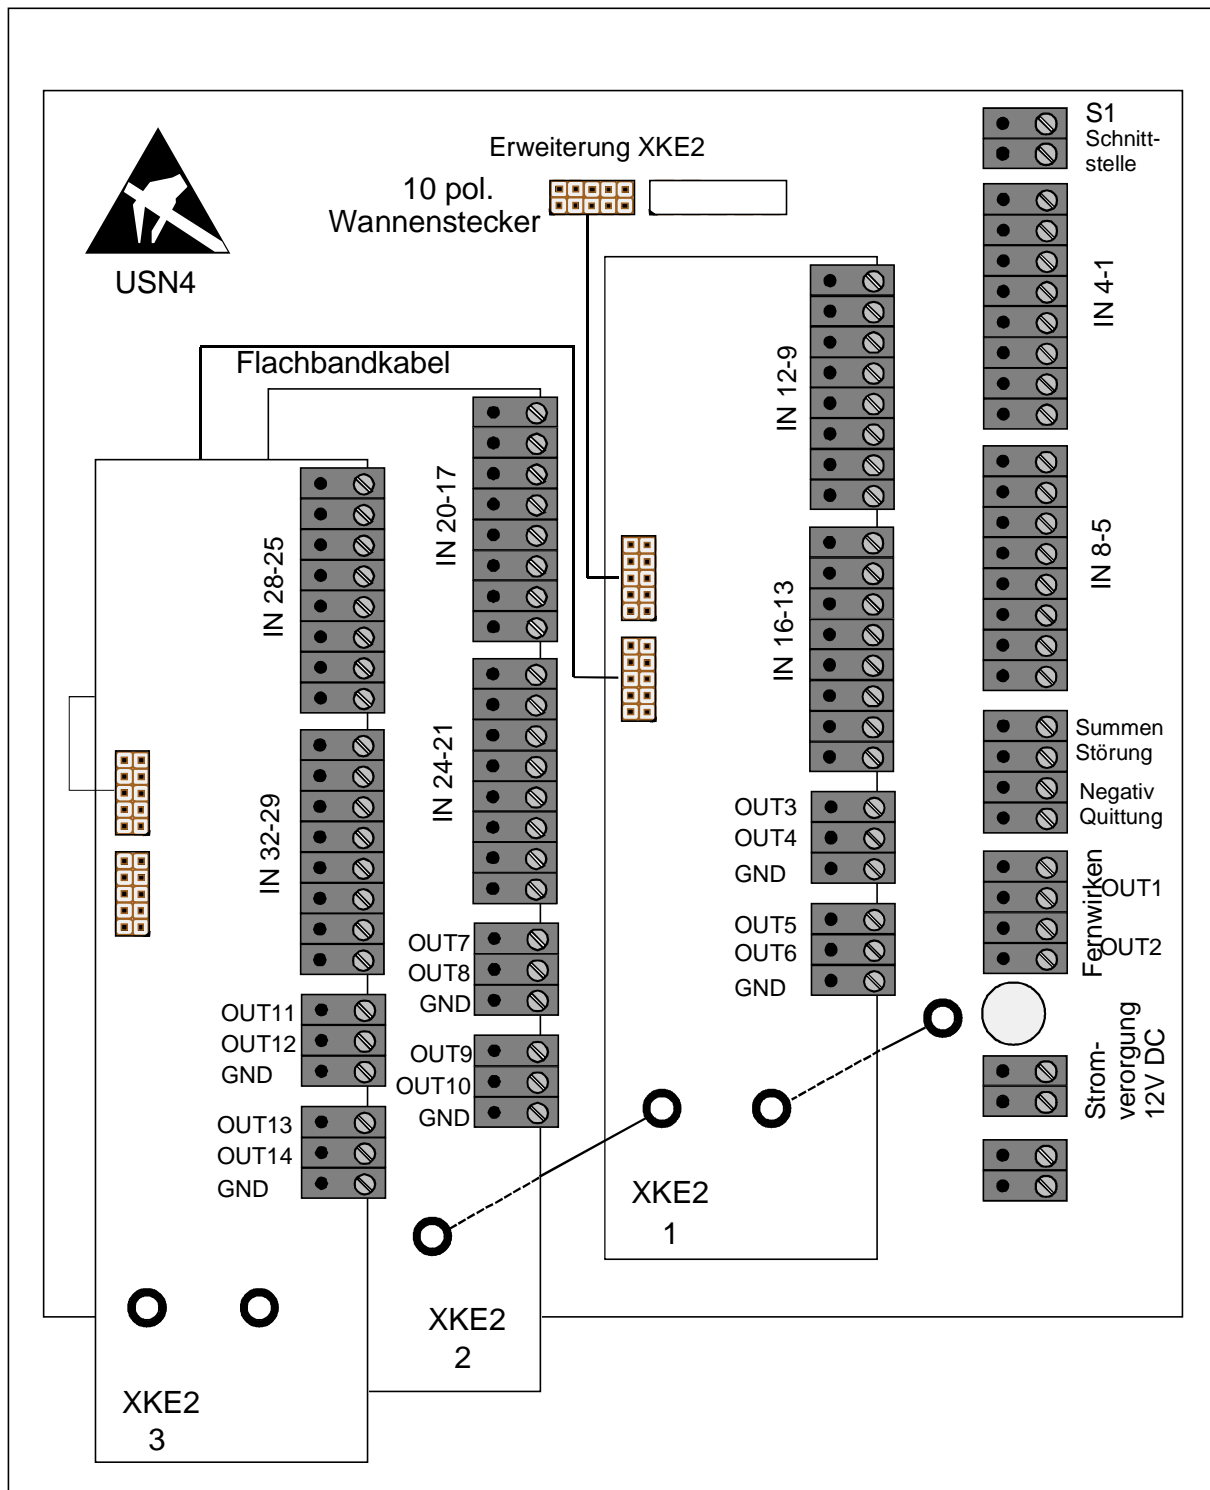 S1
Schnitt-
stelle
Erweiterung XKE2
10 pol.
Wannenstecker
USN4
IN 4-1
Flachbandkabel
IN 12-9
IN 20-17
IN 28-25
IN 8-5
IN 16-13
IN 24-21
IN 32-29
Summen
Störung
Negativ
Quittung
OUT3
OUT4
GND
OUT5
OUT6
GND
Fernwirken
OUT1
OUT2
OUT7
OUT8
GND
OUT9
OUT10
GND
OUT11
OUT12
GND
OUT13
OUT14
GND
Strom-
verorgung
12V DC
XKE2
1
XKE2
2
XKE2
3